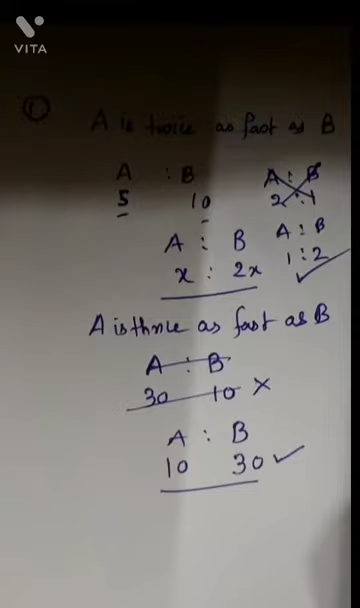 VITA
① A is twice as fast as B
A : B A : B
5 10 2 : 1
A : B A : B
x : 2x 1 : 2 ✓
A is thrice as fast as B
A : B
30 10 ×
A : B
10 30 ✓